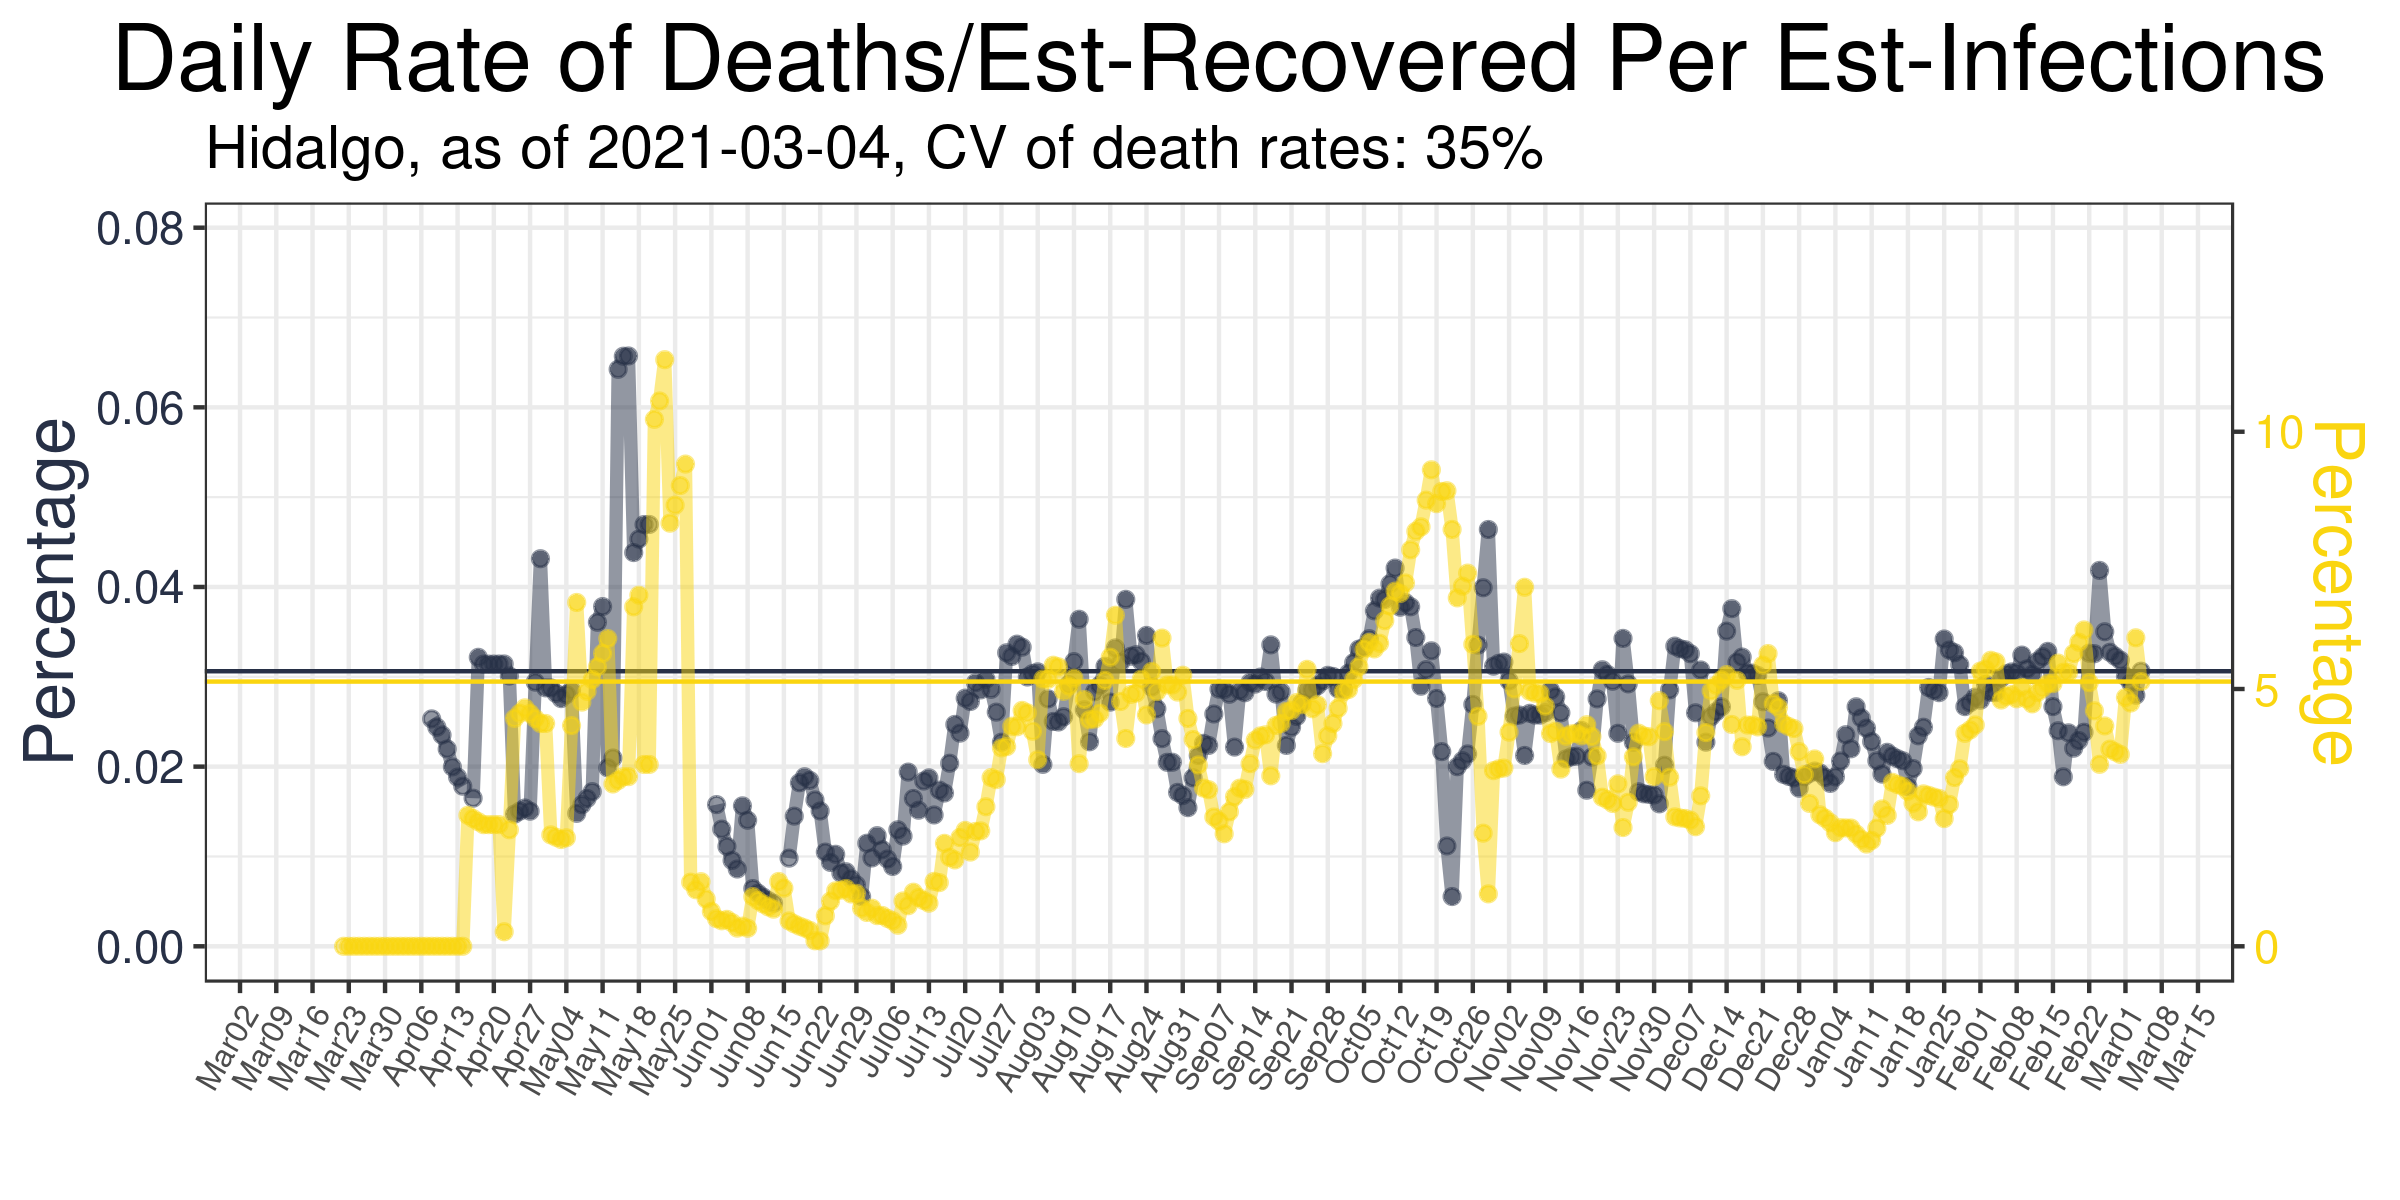 Daily Rate of Deaths/Est-Recovered Per Est-Infections
Hidalgo, as of 2021-03-04, CV of death rates: 35%
Percentage
0.08
0.06
0.04
0.02
0.00
10
5
0
Percentage
Mar02
Mar09
Mar16
Mar23
Mar30
Apr06
Apr13
Apr20
Apr27
May04
May11
May18
May25
Jun01
Jun08
Jun15
Jun22
Jun29
Jul06
Jul13
Jul20
Jul27
Aug03
Aug10
Aug17
Aug24
Aug31
Sep07
Sep14
Sep21
Sep28
Oct05
Oct12
Oct19
Oct26
Nov02
Nov09
Nov16
Nov23
Nov30
Dec07
Dec14
Dec21
Dec28
Jan04
Jan11
Jan18
Jan25
Feb01
Feb08
Feb15
Feb22
Mar01
Mar08
Mar15